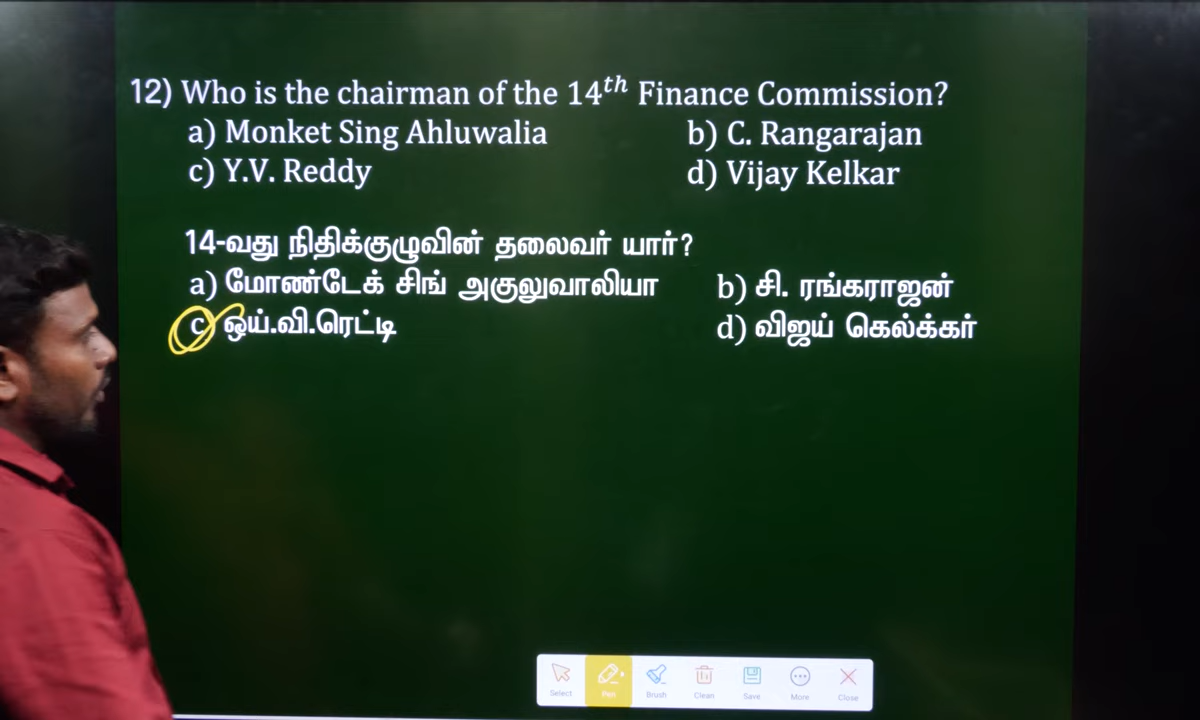 12) Who is the chairman of the 14th Finance Commission?
a) Monket Sing Ahluwalia b) C. Rangarajan
c) Y.V. Reddy d) Vijay Kelkar
14-வது நிதிக்குழுவின் தலைவர் யார்?
a) மோண்டேக் சிங் அகுலுவாலியா b) சி. ரங்கராஜன்
c) ஒய்.வி.ரெட்டி d) விஜய் கெல்க்கர்
Select Pen Brush Clean Save More Close